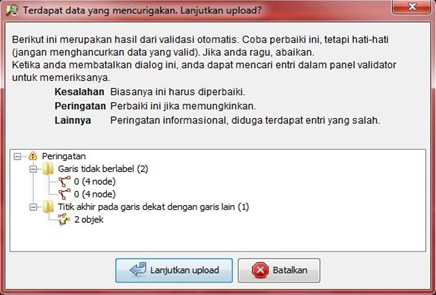 Terdapat data yang mencurigakan. Lanjutkan upload?
Berikut ini merupakan hasil dari validasi otomatis. Coba perbaiki ini, tetapi hati-hati
(jangan menghancurkan data yang valid). Jika anda ragu, abaikan.
Ketika anda membatalkan dialog ini, anda dapat mencari entri dalam panel validator
untuk memeriksanya.
Kesalahan Biasanya ini harus diperbaiki.
Peringatan Perbaiki ini jika memungkinkan.
Lainnya Peringatan informasional, diduga terdapat entri yang salah.
Peringatan
Garis tidak berlabel (2)
0 (4 node)
0 (4 node)
Titik akhir pada garis dekat dengan garis lain (1)
2 objek
Lanjutkan upload Batalkan